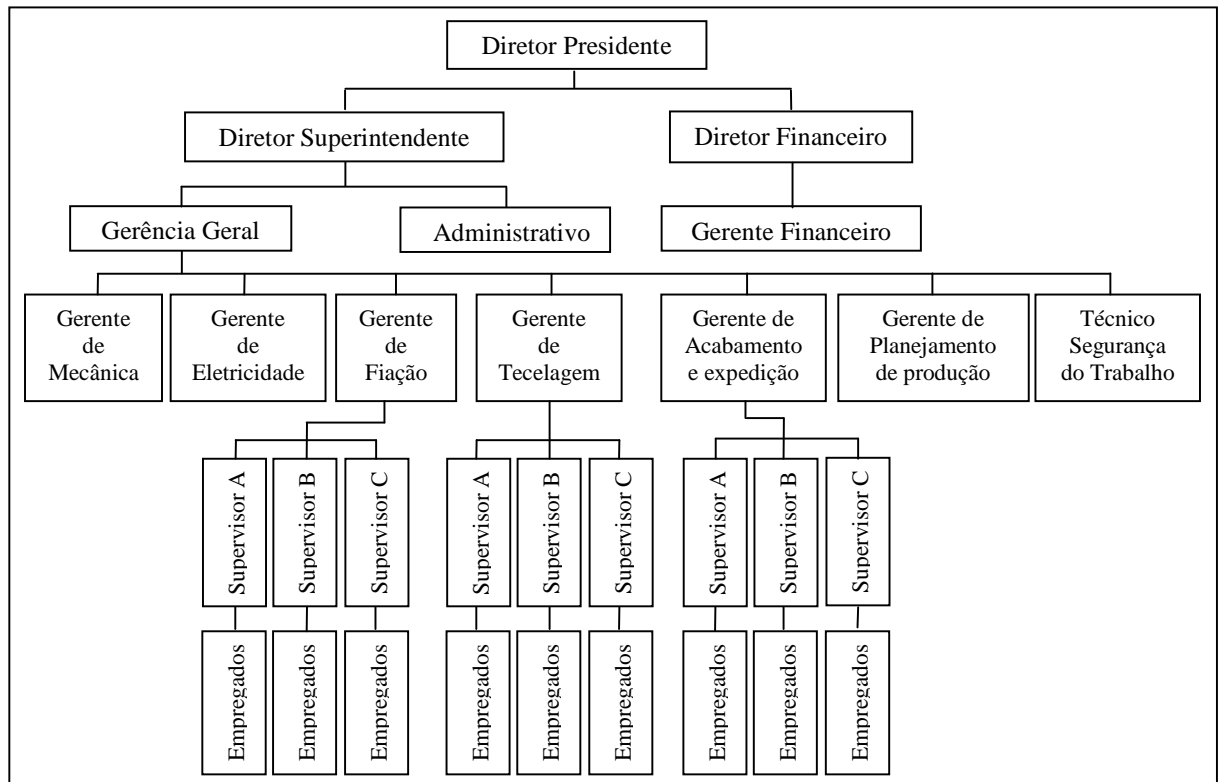 Diretor Presidente
Diretor Superintendente
Diretor Financeiro
Gerência Geral
Administrativo
Gerente Financeiro
Gerente
de
Mecânica
Gerente
de
Eletricidade
Gerente
de
Fiação
Gerente
de
Tecelagem
Gerente de
Acabamento
e expedição
Gerente de
Planejamento
de produção
Técnico
Segurança
do Trabalho
Supervisor A
Supervisor B
Supervisor C
Supervisor A
Supervisor B
Supervisor C
Supervisor A
Supervisor B
Supervisor C
Empregados
Empregados
Empregados
Empregados
Empregados
Empregados
Empregados
Empregados
Empregados